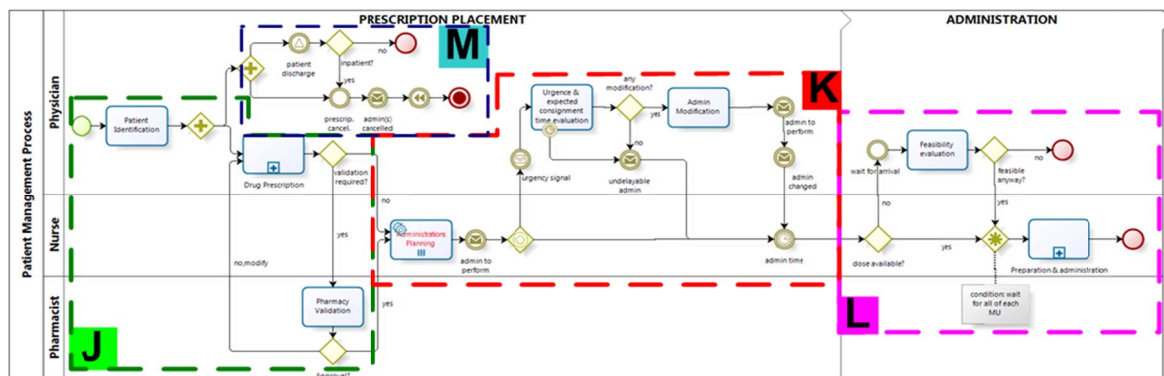 PRESCRIPTION PLACEMENT
ADMINISTRATION
Patient Management Process
Physician
Nurse
Pharmacist
M
K
L
J
Patient
Identification
Drug Prescription
validation
required?
no
yes
no,modify
Pharmacy
Validation
yes
patient
discharge
inpatient?
no
yes
prescrip.
cancel.
admin(s)
cancelled
Administrations
Planning
admin to
perform
urgency signal
Urgence &
expected
consignment
time evaluation
any
modification?
yes
no
undelayable
admin
Admin
Modification
admin to
perform
admin
changed
admin time
wait for arrival
Feasibility
evaluation
no
feasible
anyway?
yes
no
dose available?
yes
Preparation & administration
condition: wait
for all of each
MU